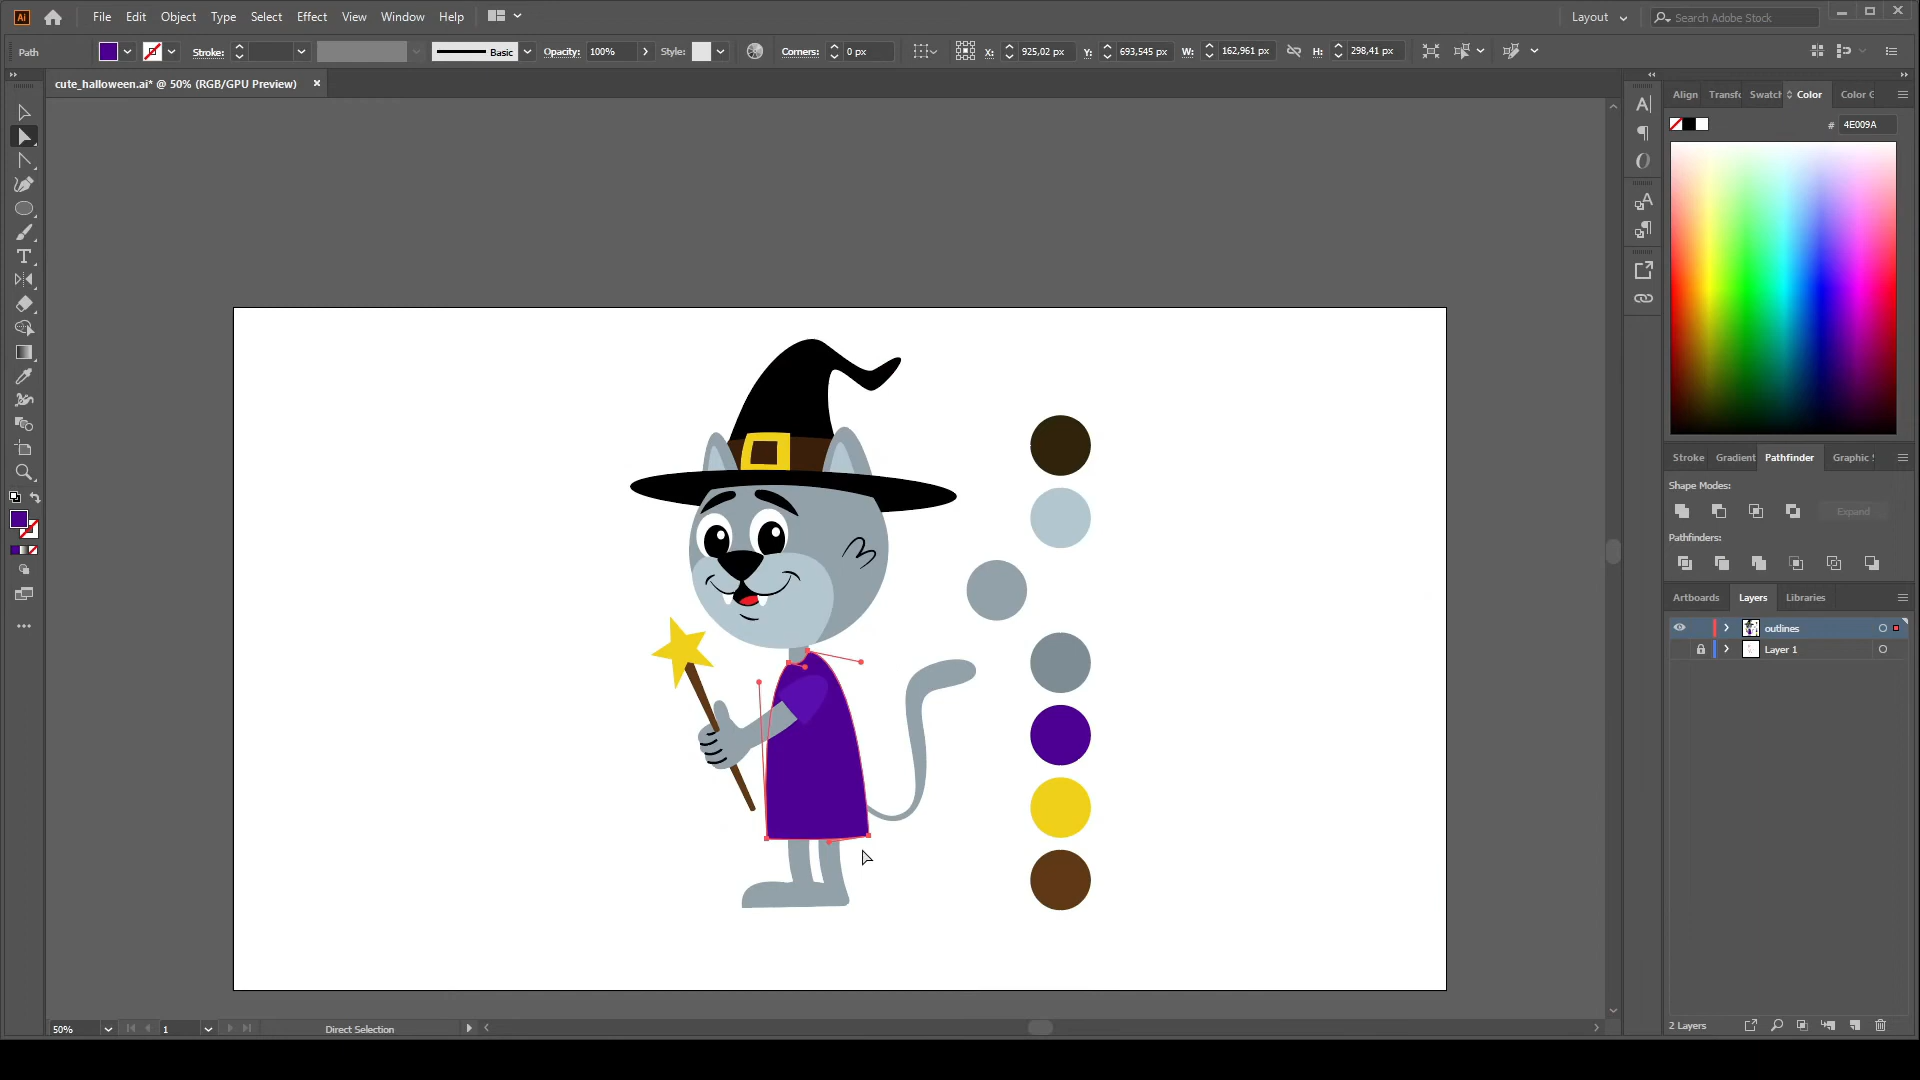 Ai File Edit Object Type Select Effect View Window Help Layout Search Adobe Stock
Path Stroke: Basic Opacity: 100% Style: Corners: 0 px X: 925,02 px Y: 693,545 px W: 162,961 px H: 298,41 px
cute_halloween.ai* @ 50% (RGB/GPU Preview)
Align Transfo Swatch Color Color G
# 4E009A
Stroke Gradient Pathfinder Graphic S
Shape Modes:
Expand
Pathfinders:
Artboards Layers Libraries
outlines
Layer 1
50% 1 Direct Selection 2 Layers